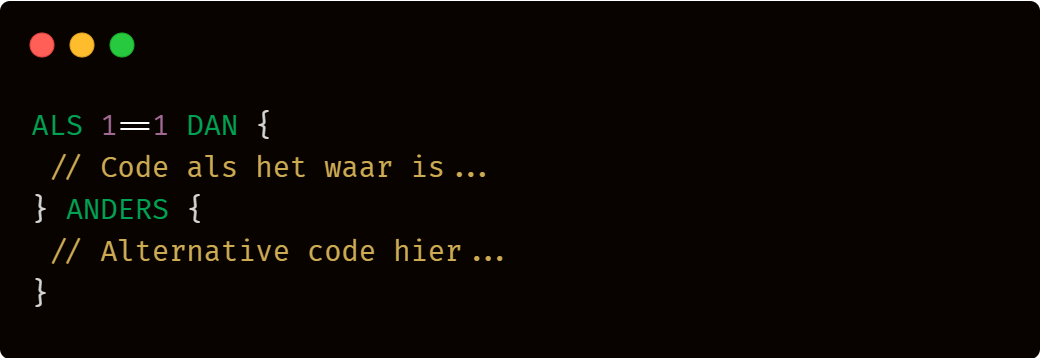 ALS 1==1 DAN {
 // Code als het waar is...
} ANDERS {
 // Alternative code hier...
}